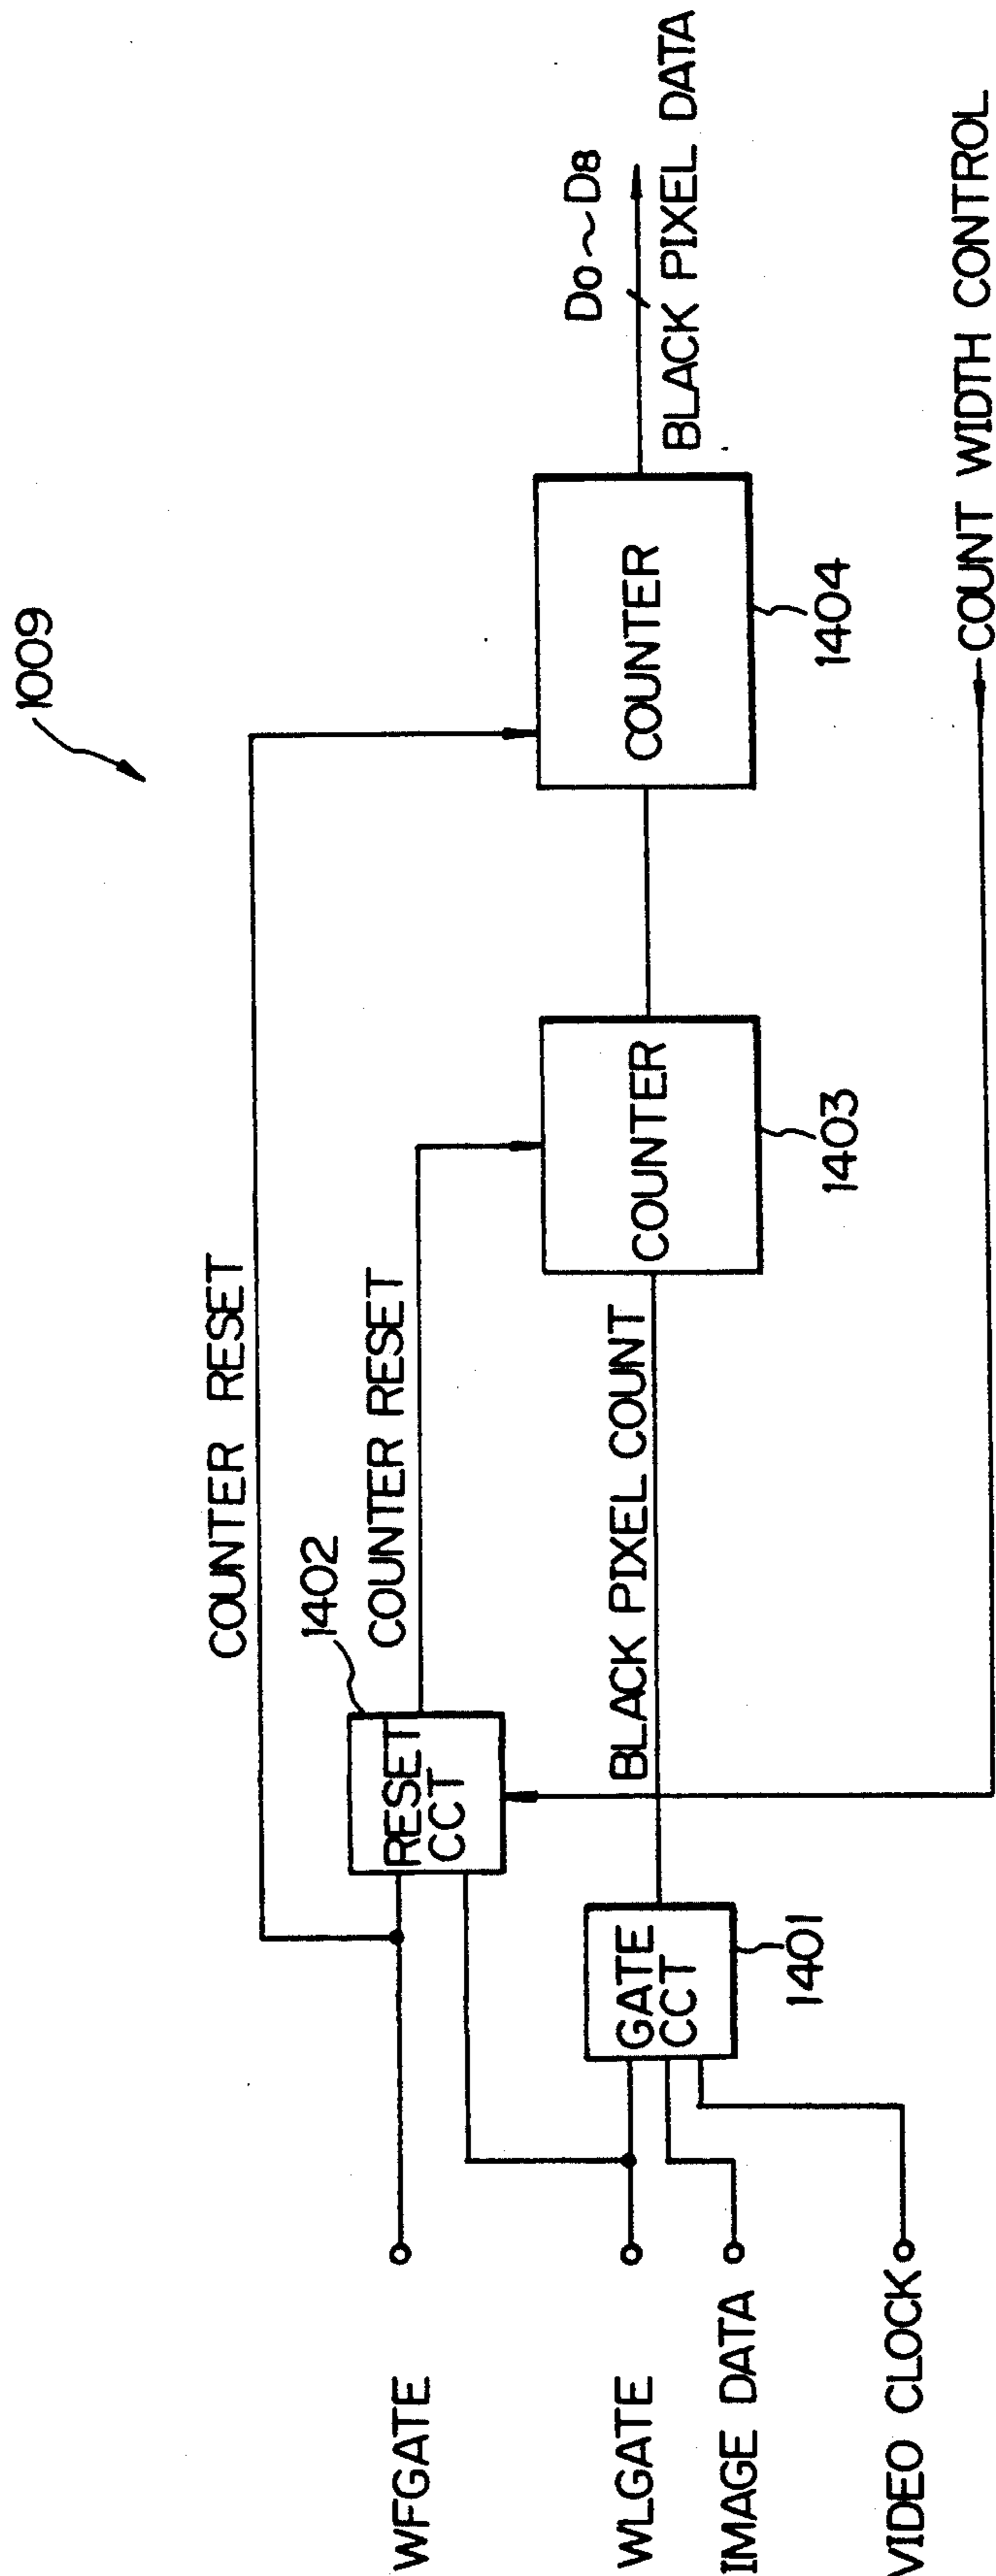 1009
COUNTER RESET
1402
COUNTER RESET
RESET
CCT
WFGATE
WLGATE
IMAGE DATA
VIDEO CLOCK
GATE
CCT
1401
BLACK PIXEL COUNT
COUNTER
1403
COUNTER
1404
D0~D8
BLACK PIXEL DATA
COUNT WIDTH CONTROL